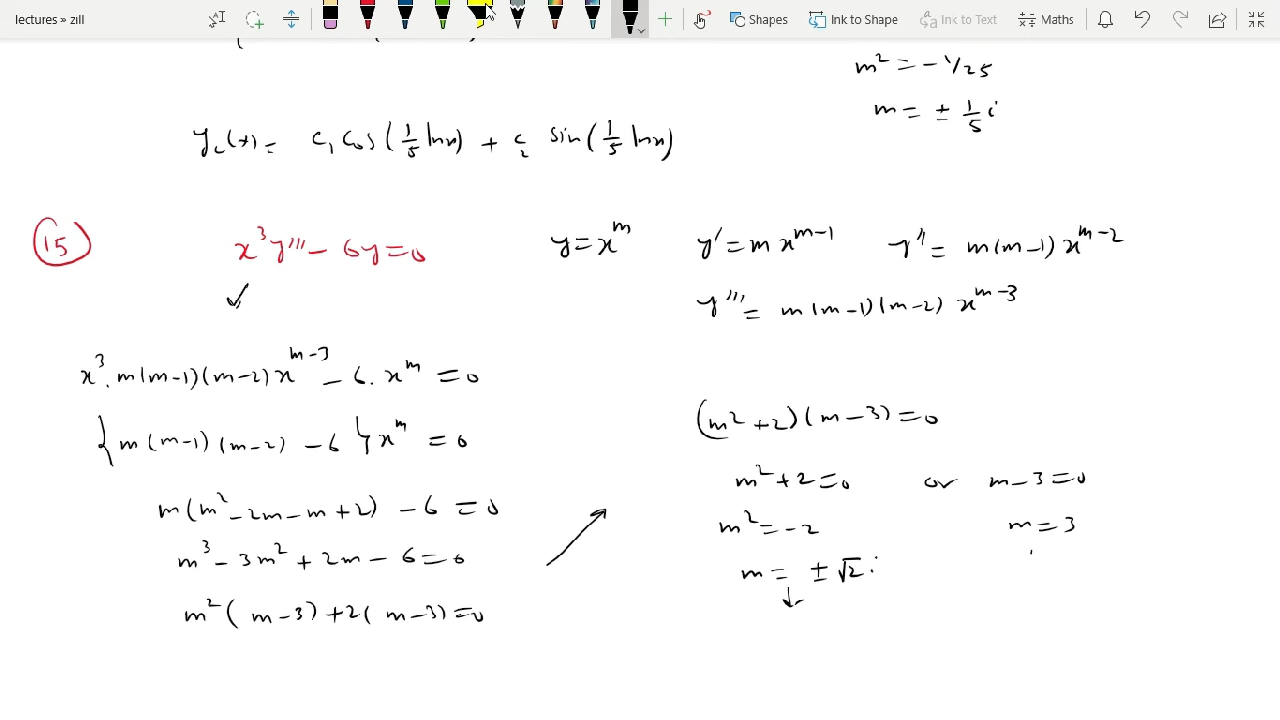 lectures » zill
Shapes Ink to Shape Ink to Text Maths
m² = -1/25
m = ± 1/5 i
y_c(x) = c₁ cos(1/5 lnx) + c₂ sin(1/5 lnx)
15 x³y''' - 6y = 0 y = x^m y' = m x^(m-1) y'' = m(m-1) x^(m-2)
y''' = m(m-1)(m-2) x^(m-3)
✓
x³. m(m-1)(m-2) x^(m-3) - 6. x^m = 0
{m(m-1)(m-2) - 6} x^m = 0
m(m² - 2m - m + 2) - 6 = 0
m³ - 3m² + 2m - 6 = 0
m²(m-3) + 2(m-3) = 0
(m² + 2)(m - 3) = 0
m² + 2 = 0 or m - 3 = 0
m² = -2 m = 3
m = ± √2 i